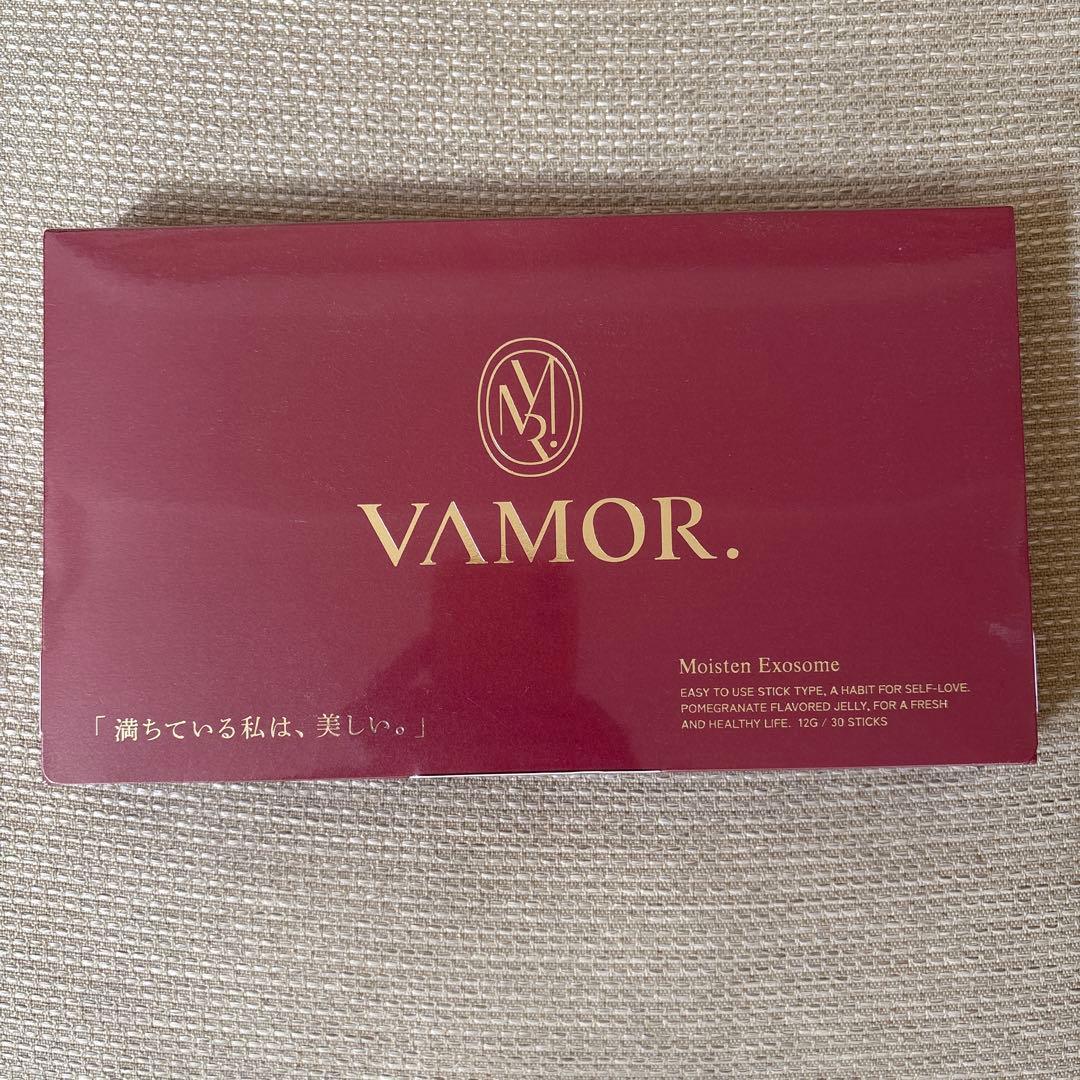 VAMOR.
Moisten Exosome
EASY TO USE STICK TYPE, A HABIT FOR SELF-LOVE.
POMEGRANATE FLAVORED JELLY, FOR A FRESH
AND HEALTHY LIFE. 12G / 30 STICKS
「満ちている私は、美しい。」